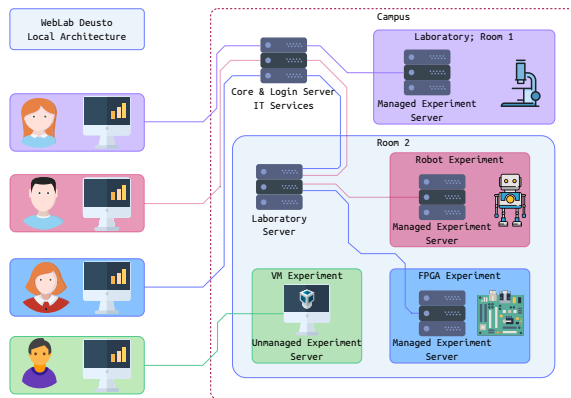 WebLab Deusto
Local Architecture
Campus
Laboratory; Room 1
Core & Login Server
IT Services
Managed Experiment
Server
Room 2
Robot Experiment
Laboratory
Server
Managed Experiment
Server
VM Experiment
Unmanaged Experiment
Server
FPGA Experiment
Managed Experiment
Server